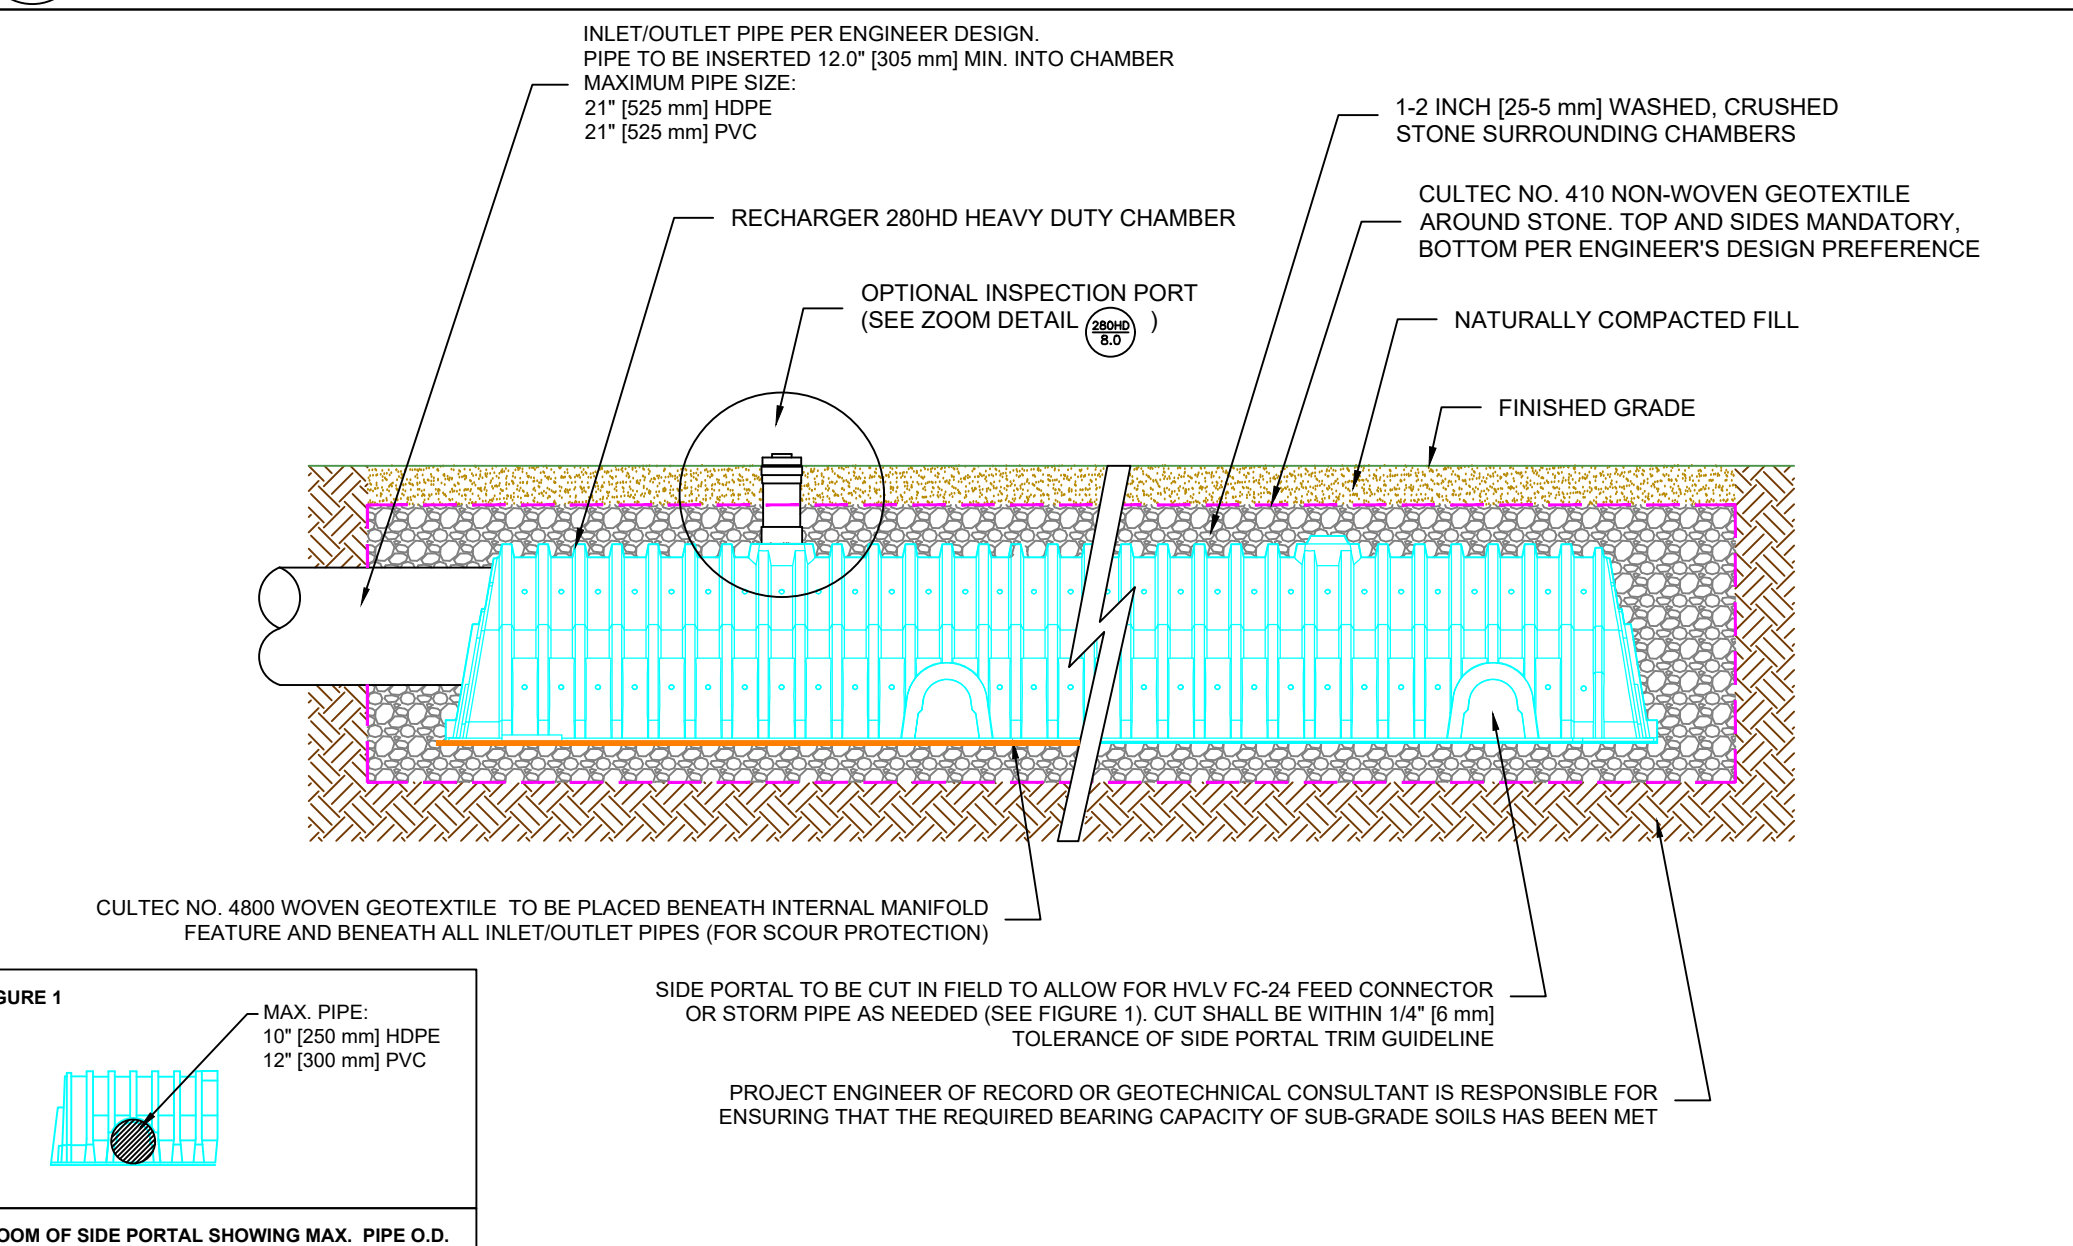 INLET/OUTLET PIPE PER ENGINEER DESIGN.
PIPE TO BE INSERTED 12.0" [305 mm] MIN. INTO CHAMBER
MAXIMUM PIPE SIZE:
21" [525 mm] HDPE
21" [525 mm] PVC
1-2 INCH [25-5 mm] WASHED, CRUSHED
STONE SURROUNDING CHAMBERS
CULTEC NO. 410 NON-WOVEN GEOTEXTILE
AROUND STONE. TOP AND SIDES MANDATORY,
BOTTOM PER ENGINEER'S DESIGN PREFERENCE
RECHARGER 280HD HEAVY DUTY CHAMBER
OPTIONAL INSPECTION PORT
(SEE ZOOM DETAIL 280HD 8.0 )
NATURALLY COMPACTED FILL
FINISHED GRADE
CULTEC NO. 4800 WOVEN GEOTEXTILE  TO BE PLACED BENEATH INTERNAL MANIFOLD
FEATURE AND BENEATH ALL INLET/OUTLET PIPES (FOR SCOUR PROTECTION)
SIDE PORTAL TO BE CUT IN FIELD TO ALLOW FOR HVLV FC-24 FEED CONNECTOR
OR STORM PIPE AS NEEDED (SEE FIGURE 1). CUT SHALL BE WITHIN 1/4" [6 mm]
TOLERANCE OF SIDE PORTAL TRIM GUIDELINE
PROJECT ENGINEER OF RECORD OR GEOTECHNICAL CONSULTANT IS RESPONSIBLE FOR
ENSURING THAT THE REQUIRED BEARING CAPACITY OF SUB-GRADE SOILS HAS BEEN MET
GURE 1
MAX. PIPE:
10" [250 mm] HDPE
12" [300 mm] PVC
OOM OF SIDE PORTAL SHOWING MAX.  PIPE O.D.